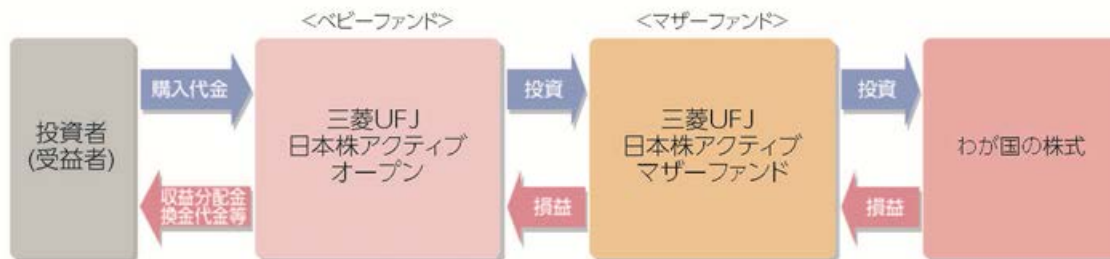 <ベビーファンド>
<マザーファンド>
投資者
(受益者)
購入代金
収益分配金
換金代金等
三菱UFJ
日本株アクティブ
オープン
投資
損益
三菱UFJ
日本株アクティブ
マザーファンド
投資
損益
わが国の株式